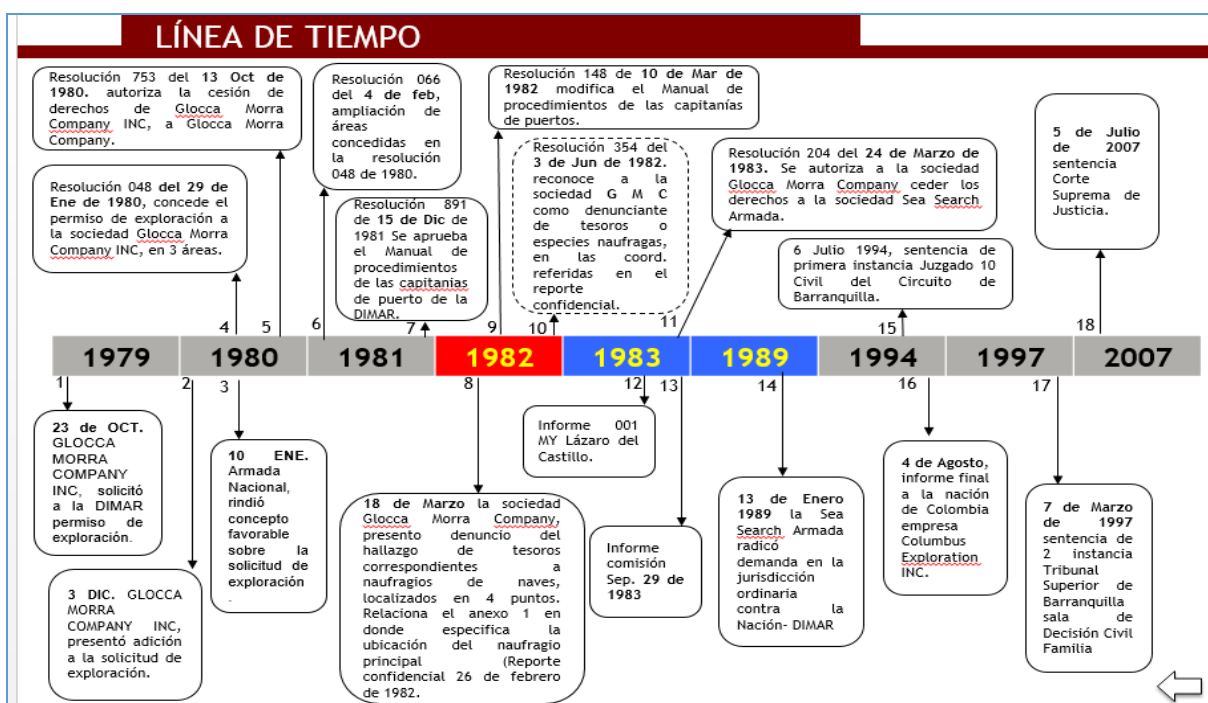 LÍNEA DE TIEMPO
Resolución 753 del 13 Oct de
1980. autoriza la cesión de
derechos de Glocca Morra
Company INC, a Glocca Morra
Company.
Resolución 048 del 29 de
Ene de 1980, concede el
permiso de exploración a
la sociedad Glocca Morra
Company INC, en 3 áreas.
Resolución 066
del 4 de feb,
ampliación de
áreas
concedidas en
la resolución
048 de 1980.
Resolución 891
de 15 de Dic de
1981 Se aprueba
el Manual de
procedimientos
de las capitanias
de puerto de la
DIMAR.
Resolución 148 de 10 de Mar de
1982 modifica el Manual de
procedimientos de las capitanías
de puertos.
Resolución 354 del
3 de Jun de 1982.
reconoce a la
sociedad G M C
como denunciante
de tesoros o
especies naufragas,
en las coord.
referidas en el
reporte
confidencial.
Resolución 204 del 24 de Marzo de
1983. Se autoriza a la sociedad
Glocca Morra Company ceder los
derechos a la sociedad Sea Search
Armada.
6 Julio 1994, sentencia de
primera instancia Juzgado 10
Civil del Circuito de
Barranquilla.
5 de Julio
de 2007
sentencia
Corte
Suprema de
Justicia.
4 5 6 7 9 10 11 15 18
1979 1980 1981 1982 1983 1989 1994 1997 2007
1 2 3 8 12 13 14 16 17
23 de OCT.
GLOCCA
MORRA
COMPANY
INC, solicitó
a la DIMAR
permiso de
exploración.
3 DIC. GLOCCA
MORRA
COMPANY INC,
presentó adición
a la solicitud de
exploración.
10 ENE.
Armada
Nacional,
rindió
concepto
favorable
sobre la
solicitud de
exploración
.
18 de Marzo la sociedad
Glocca Morra Company,
presento denuncio del
hallazgo de tesoros
correspondientes a
naufragios de naves,
localizados en 4 puntos.
Relaciona el anexo 1 en
donde especifica la
ubicación del naufragio
principal (Reporte
confidencial 26 de febrero
de 1982.
Informe 001
MY Lázaro del
Castillo.
Informe
comisión
Sep. 29 de
1983
13 de Enero
1989 la Sea
Search Armada
radicó
demanda en la
jurisdicción
ordinaria
contra la
Nación- DIMAR
4 de Agosto,
informe final
a la nación
de Colombia
empresa
Columbus
Exploration
INC.
7 de Marzo
de 1997
sentencia de
2 instancia
Tribunal
Superior de
Barranquilla
sala de
Decisión Civil
Familia